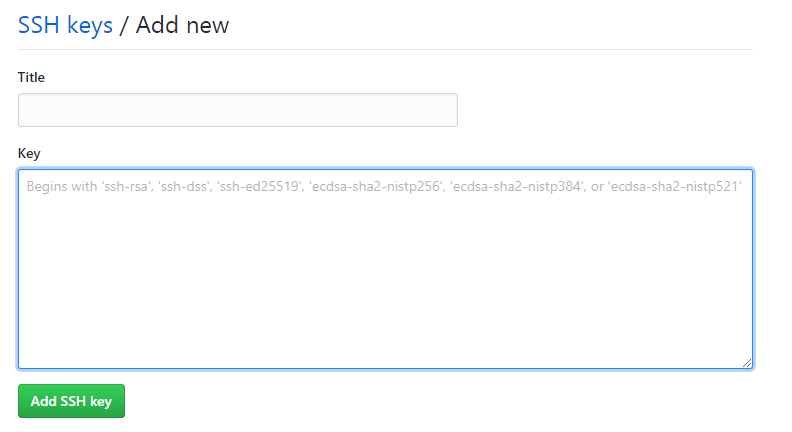 SSH keys / Add new
Title
Key
Begins with 'ssh-rsa', 'ssh-dss', 'ssh-ed25519', 'ecdsa-sha2-nistp256', 'ecdsa-sha2-nistp384', or 'ecdsa-sha2-nistp521'
Add SSH key